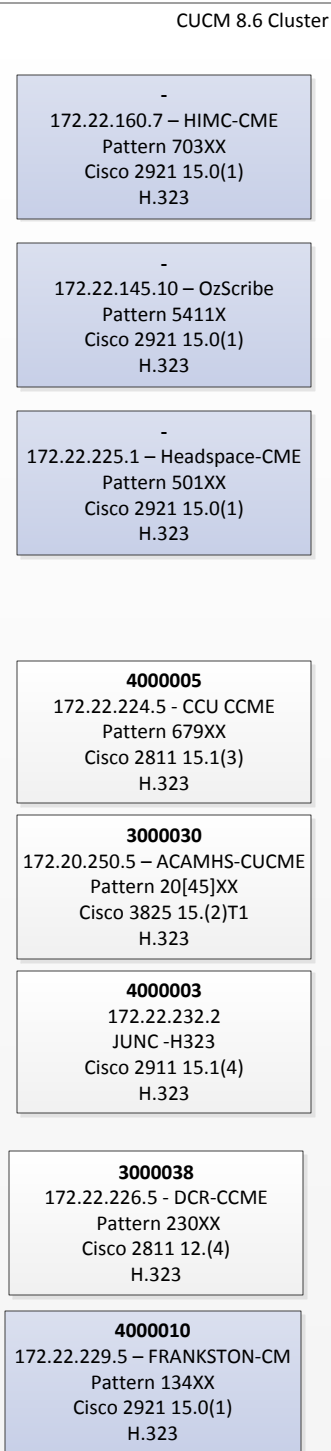 CUCM 8.6 Cluster
-
172.22.160.7 – HIMC-CME
Pattern 703XX
Cisco 2921 15.0(1)
H.323
-
172.22.145.10 – OzScribe
Pattern 5411X
Cisco 2921 15.0(1)
H.323
-
172.22.225.1 – Headspace-CME
Pattern 501XX
Cisco 2921 15.0(1)
H.323
4000005
172.22.224.5 - CCU CCME
Pattern 679XX
Cisco 2811 15.1(3)
H.323
3000030
172.20.250.5 – ACAMHS-CUCME
Pattern 20[45]XX
Cisco 3825 15.(2)T1
H.323
4000003
172.22.232.2
JUNC -H323
Cisco 2911 15.1(4)
H.323
3000038
172.22.226.5 - DCR-CCME
Pattern 230XX
Cisco 2811 12.(4)
H.323
4000010
172.22.229.5 – FRANKSTON-CM
Pattern 134XX
Cisco 2921 15.0(1)
H.323